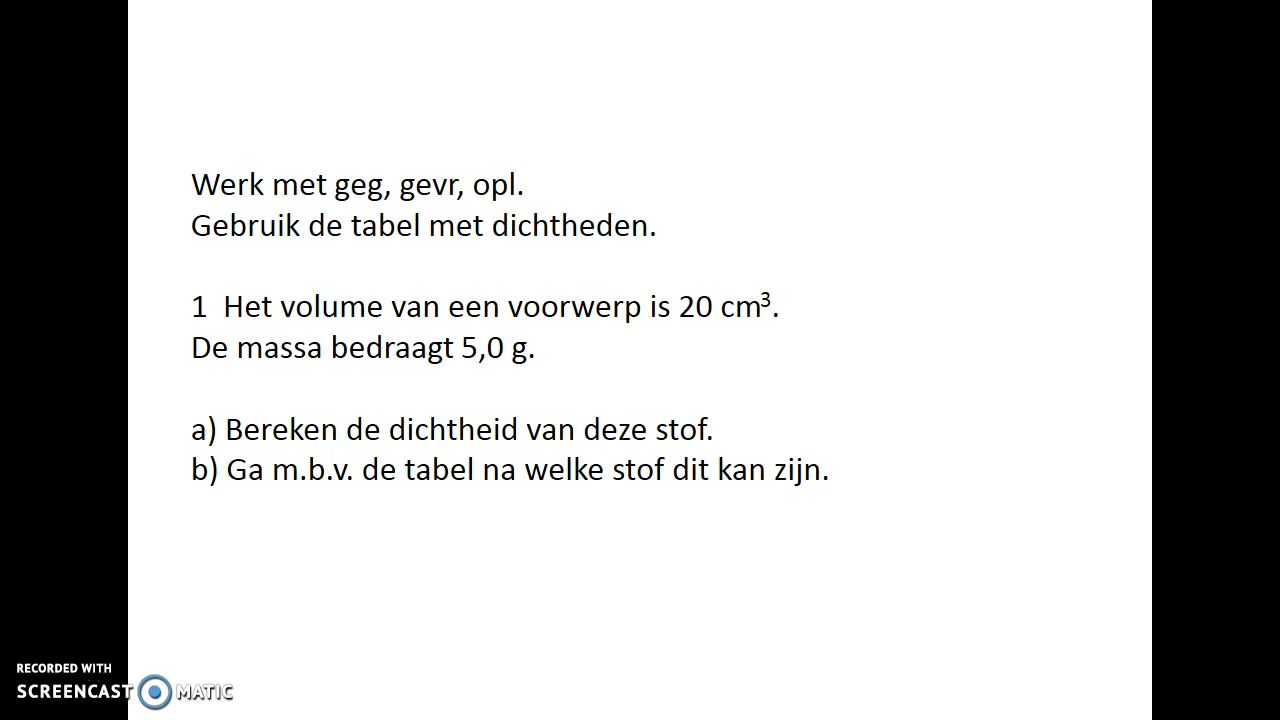 Werk met geg, gevr, opl.
Gebruik de tabel met dichtheden.
1  Het volume van een voorwerp is 20 cm³.
De massa bedraagt 5,0 g.
a) Bereken de dichtheid van deze stof.
b) Ga m.b.v. de tabel na welke stof dit kan zijn.
RECORDED WITH
SCREENCAST MATIC